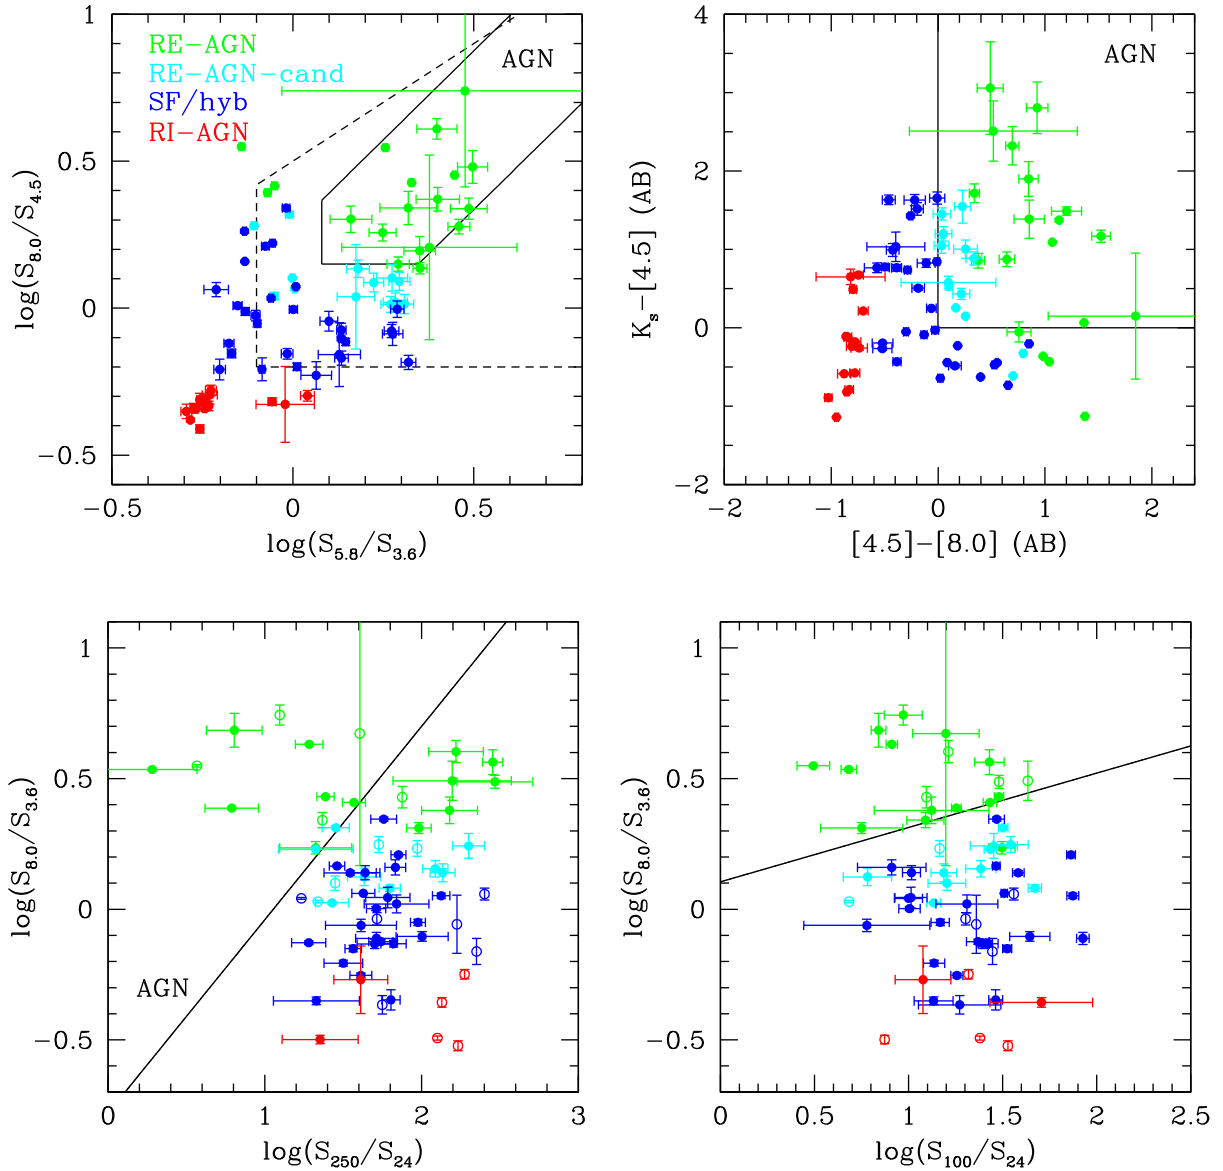 1
0.5
0
−0.5
log(S8.0/S4.5)
RE−AGN
RE−AGN−cand
SF/hyb
RI−AGN
AGN
−0.5
0
0.5
log(S5.8/S3.6)
4
2
0
−2
Ks−[4.5] (AB)
AGN
−2
−1
0
1
2
[4.5]−[8.0] (AB)
1
0.5
0
−0.5
log(S8.0/S3.6)
AGN
0
1
2
3
log(S250/S24)
1
0.5
0
−0.5
log(S8.0/S3.6)
0
0.5
1
1.5
2
2.5
log(S100/S24)